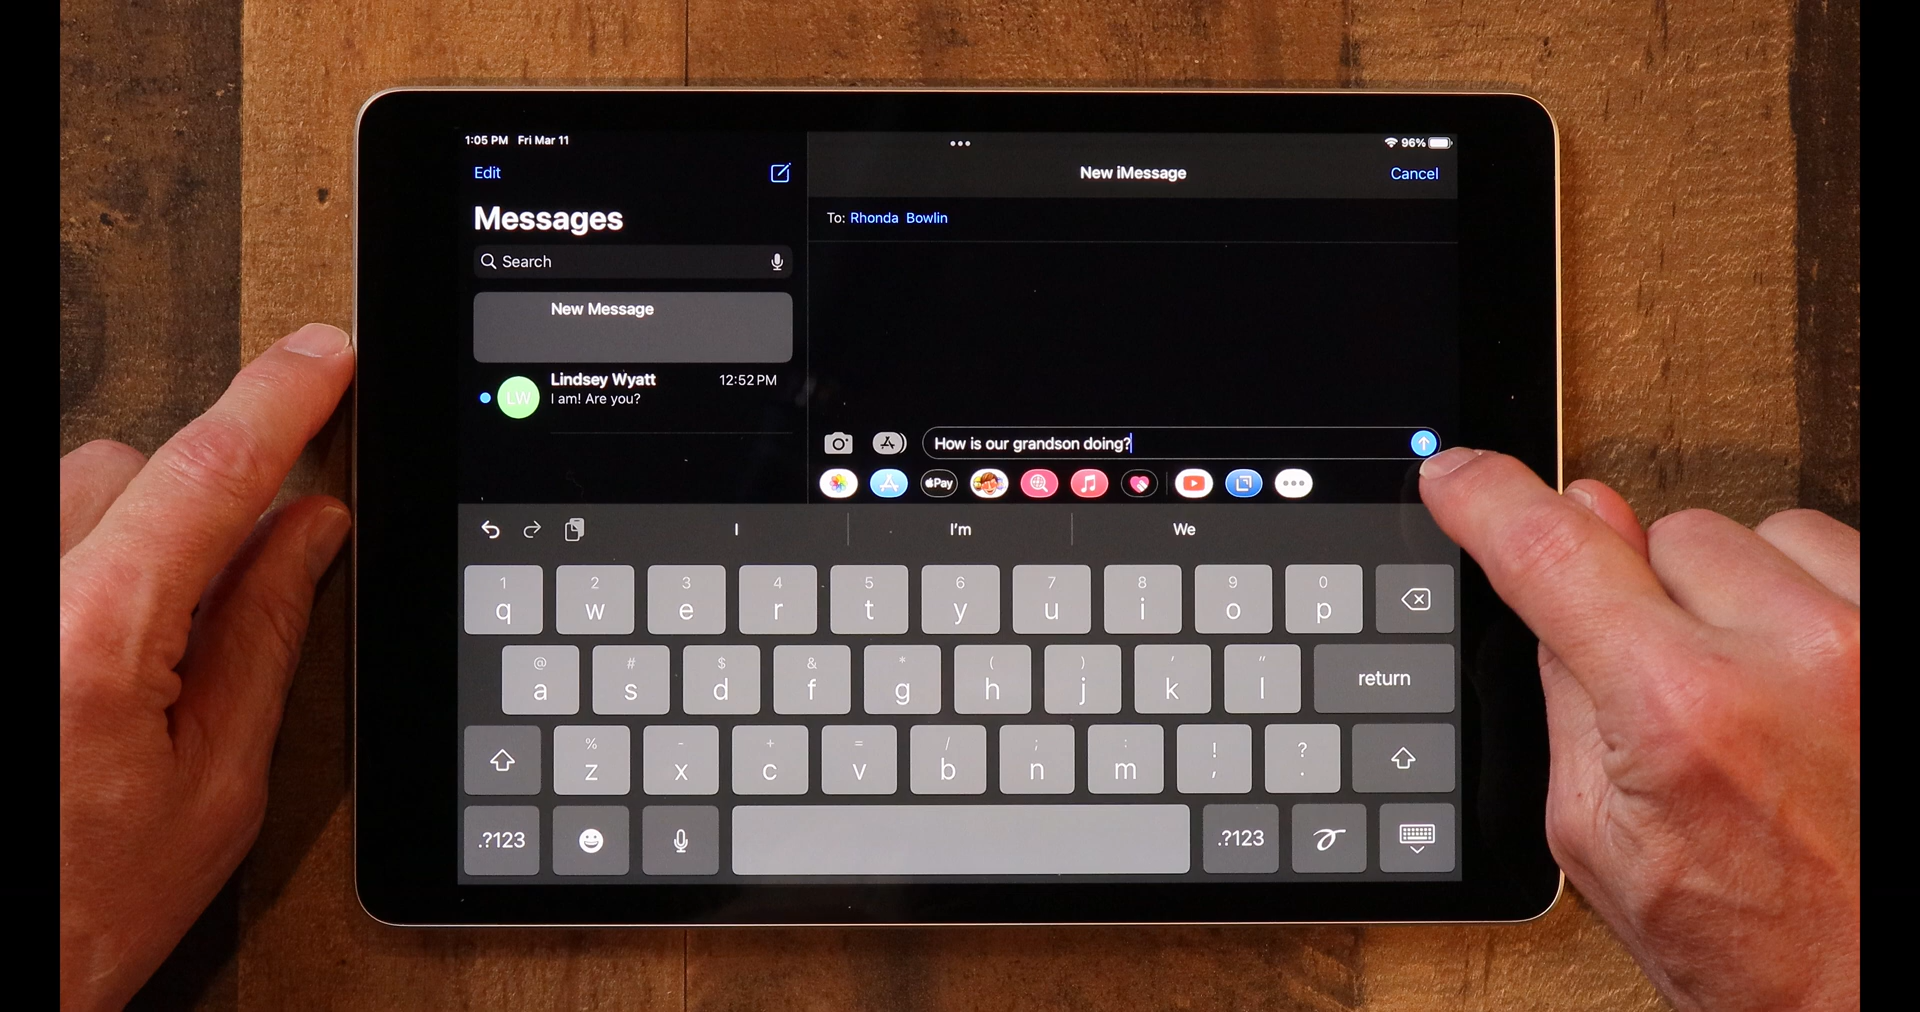 1:05 PM Fri Mar 11
96%
Edit
New iMessage
Cancel
Messages
To: Rhonda Bowlin
Search
New Message
Lindsey Wyatt 12:52 PM
LW
I am! Are you?
How is our grandson doing?
Pay
I I'm We
1 2 3 4 5 6 7 8 9 0
q w e r t y u i o p
@ # $ & * ( ) ' "
a s d f g h j k l return
% - + = / ; : ! ?
z x c v b n m , .
.?123 .?123